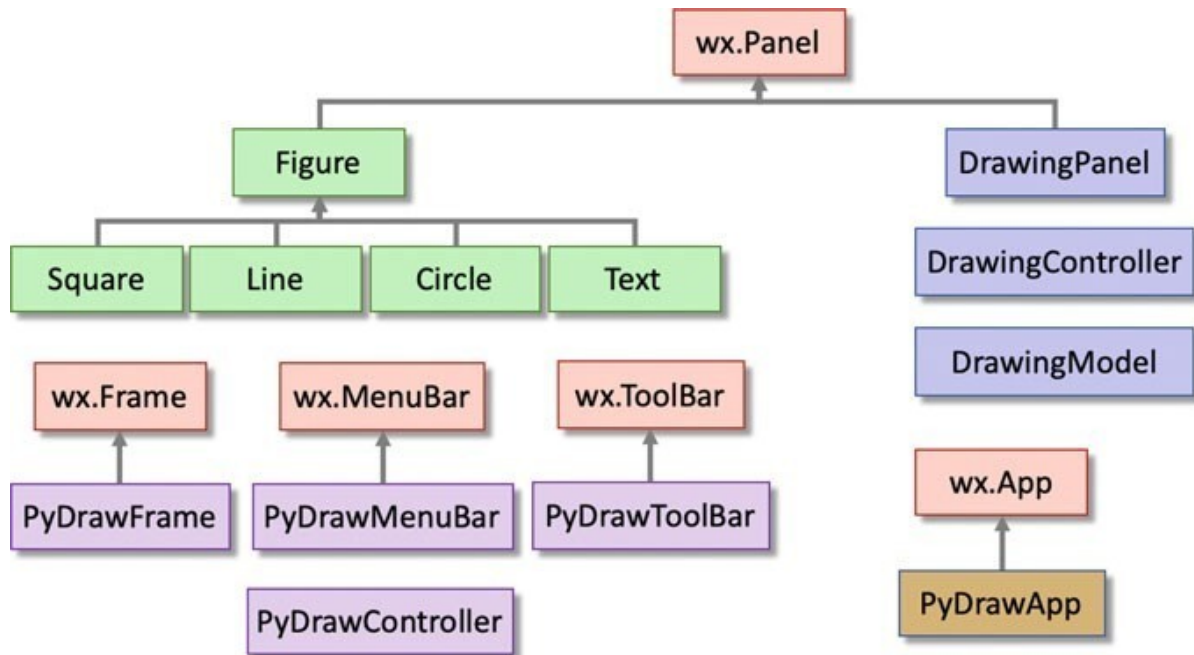 wx.Panel
Figure
DrawingPanel
Square
Line
Circle
Text
DrawingController
DrawingModel
wx.Frame
wx.MenuBar
wx.ToolBar
wx.App
PyDrawFrame
PyDrawMenuBar
PyDrawToolBar
PyDrawApp
PyDrawController